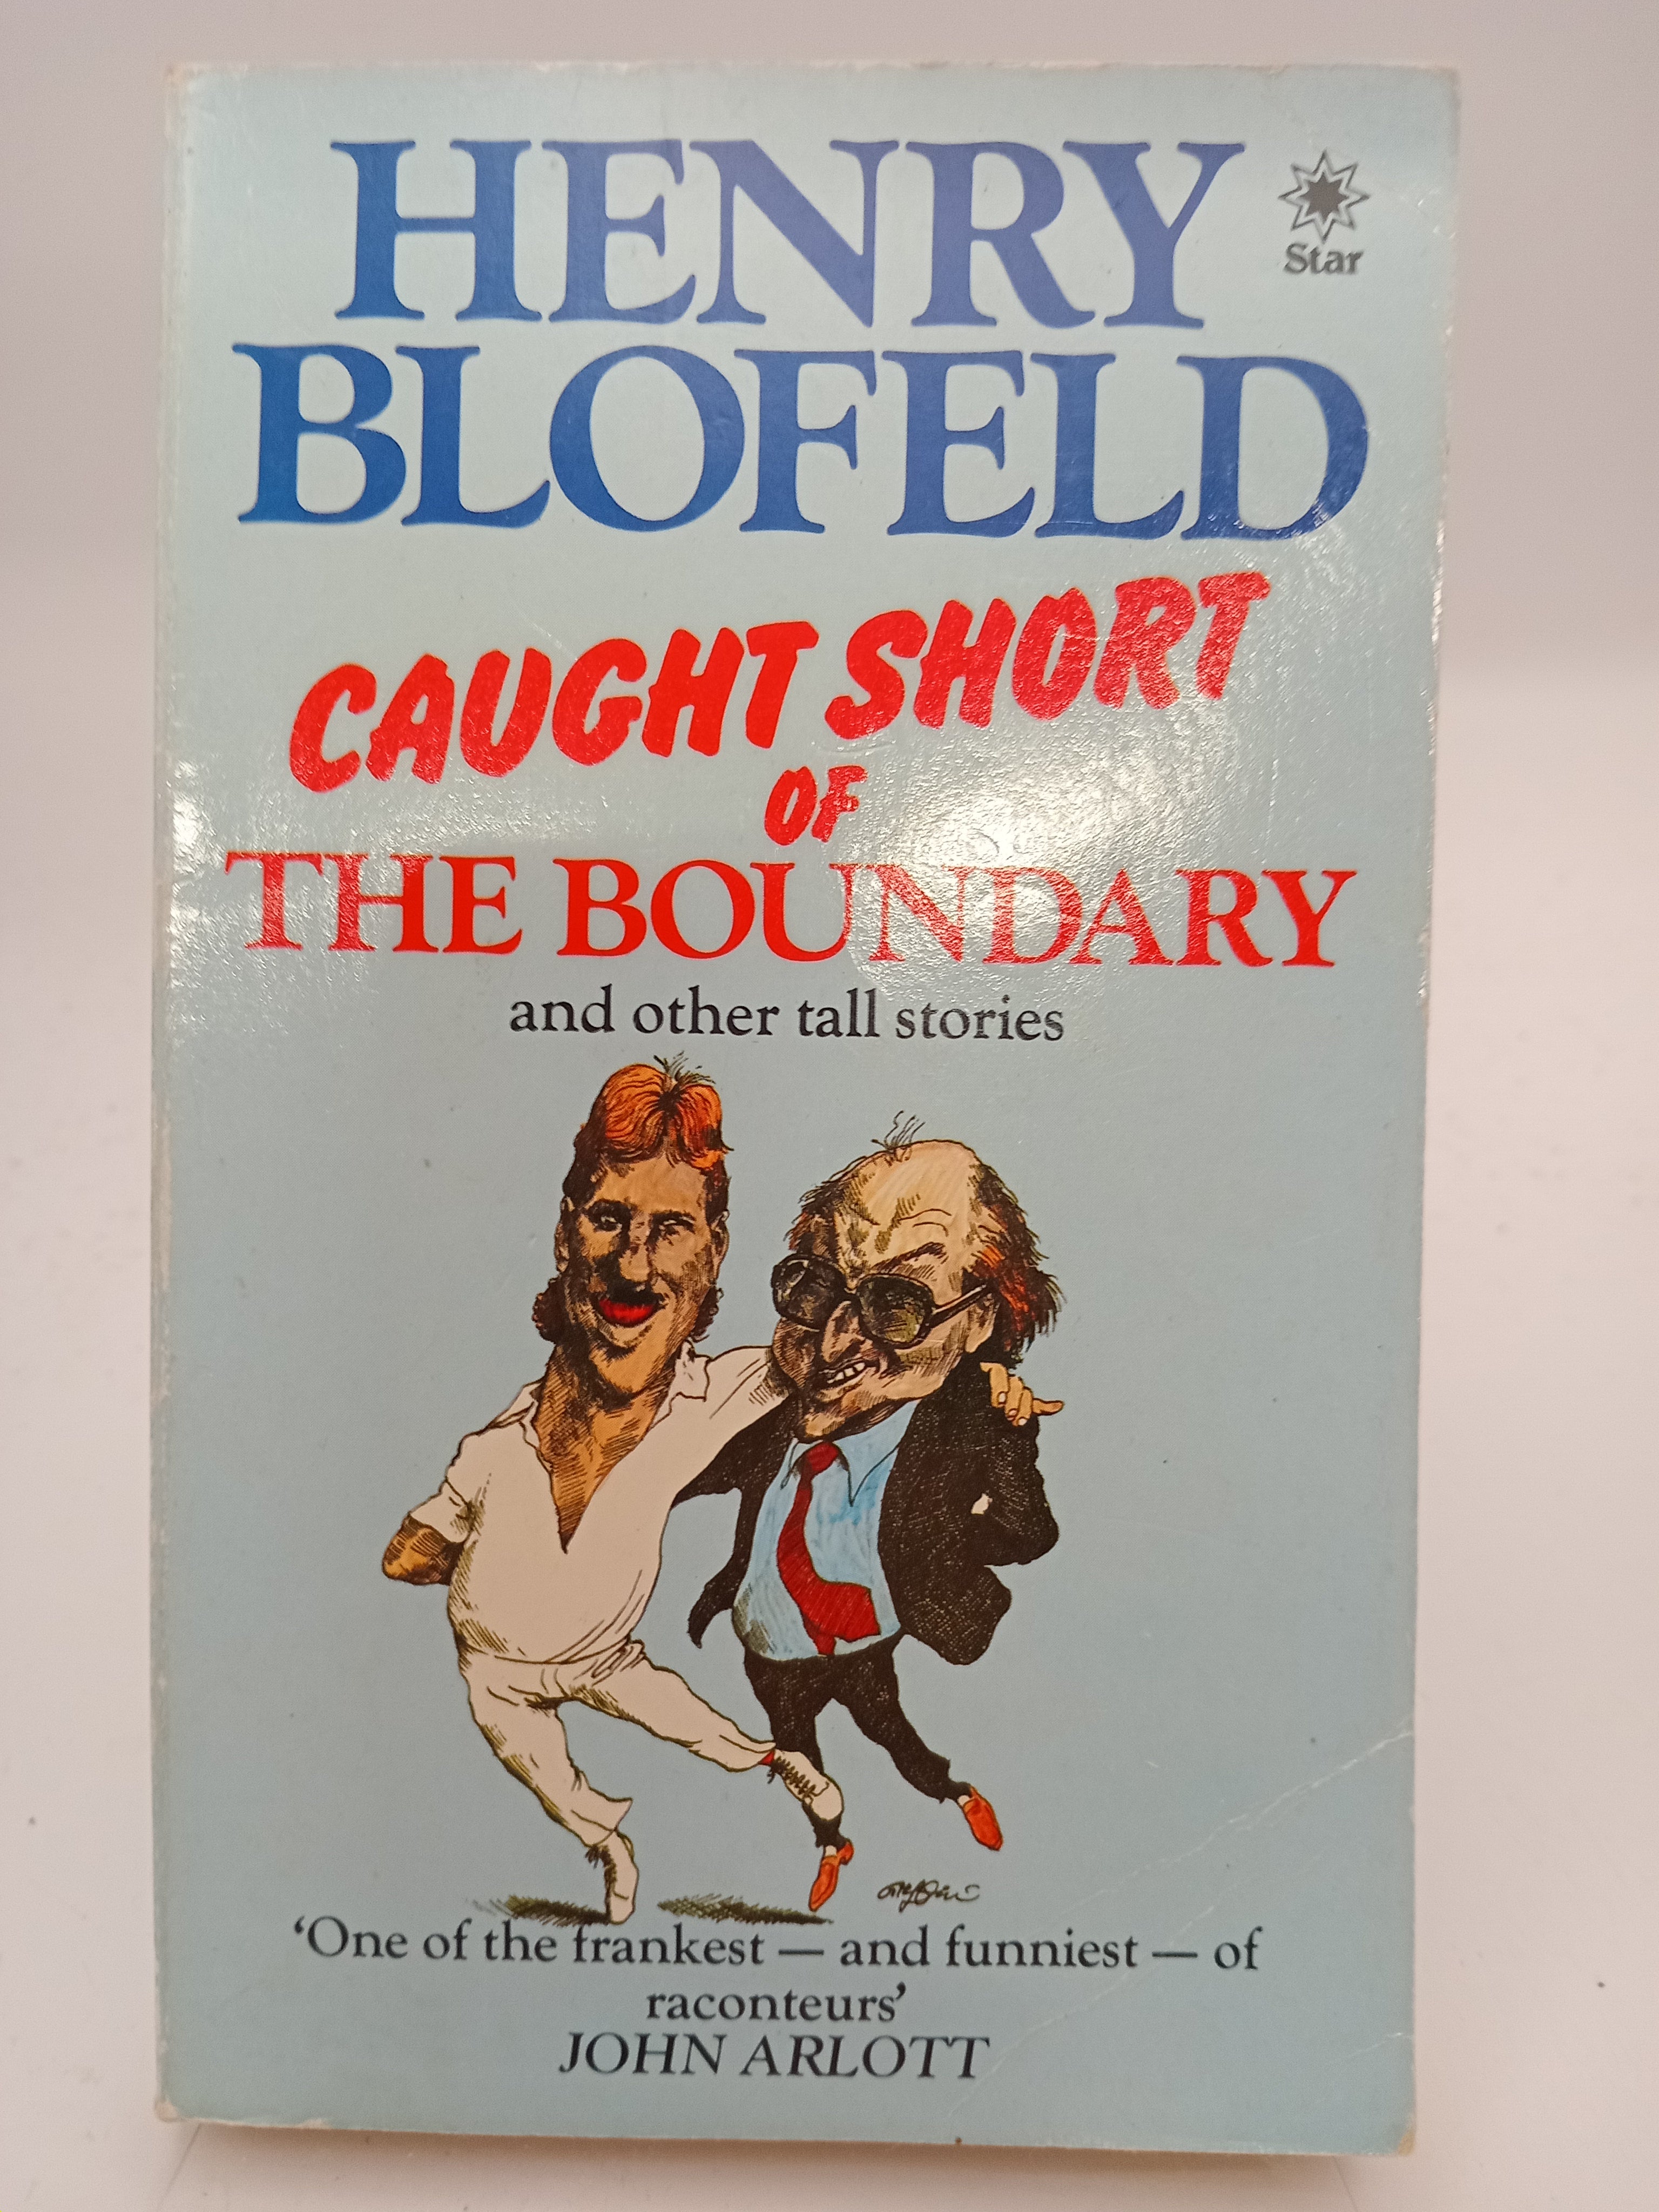 HENRY
Star
BLOFELD
CAUGHT SHORT
OF
THE BOUNDARY
and other tall stories
‘One of the frankest — and funniest — of
raconteurs’
JOHN ARLOTT